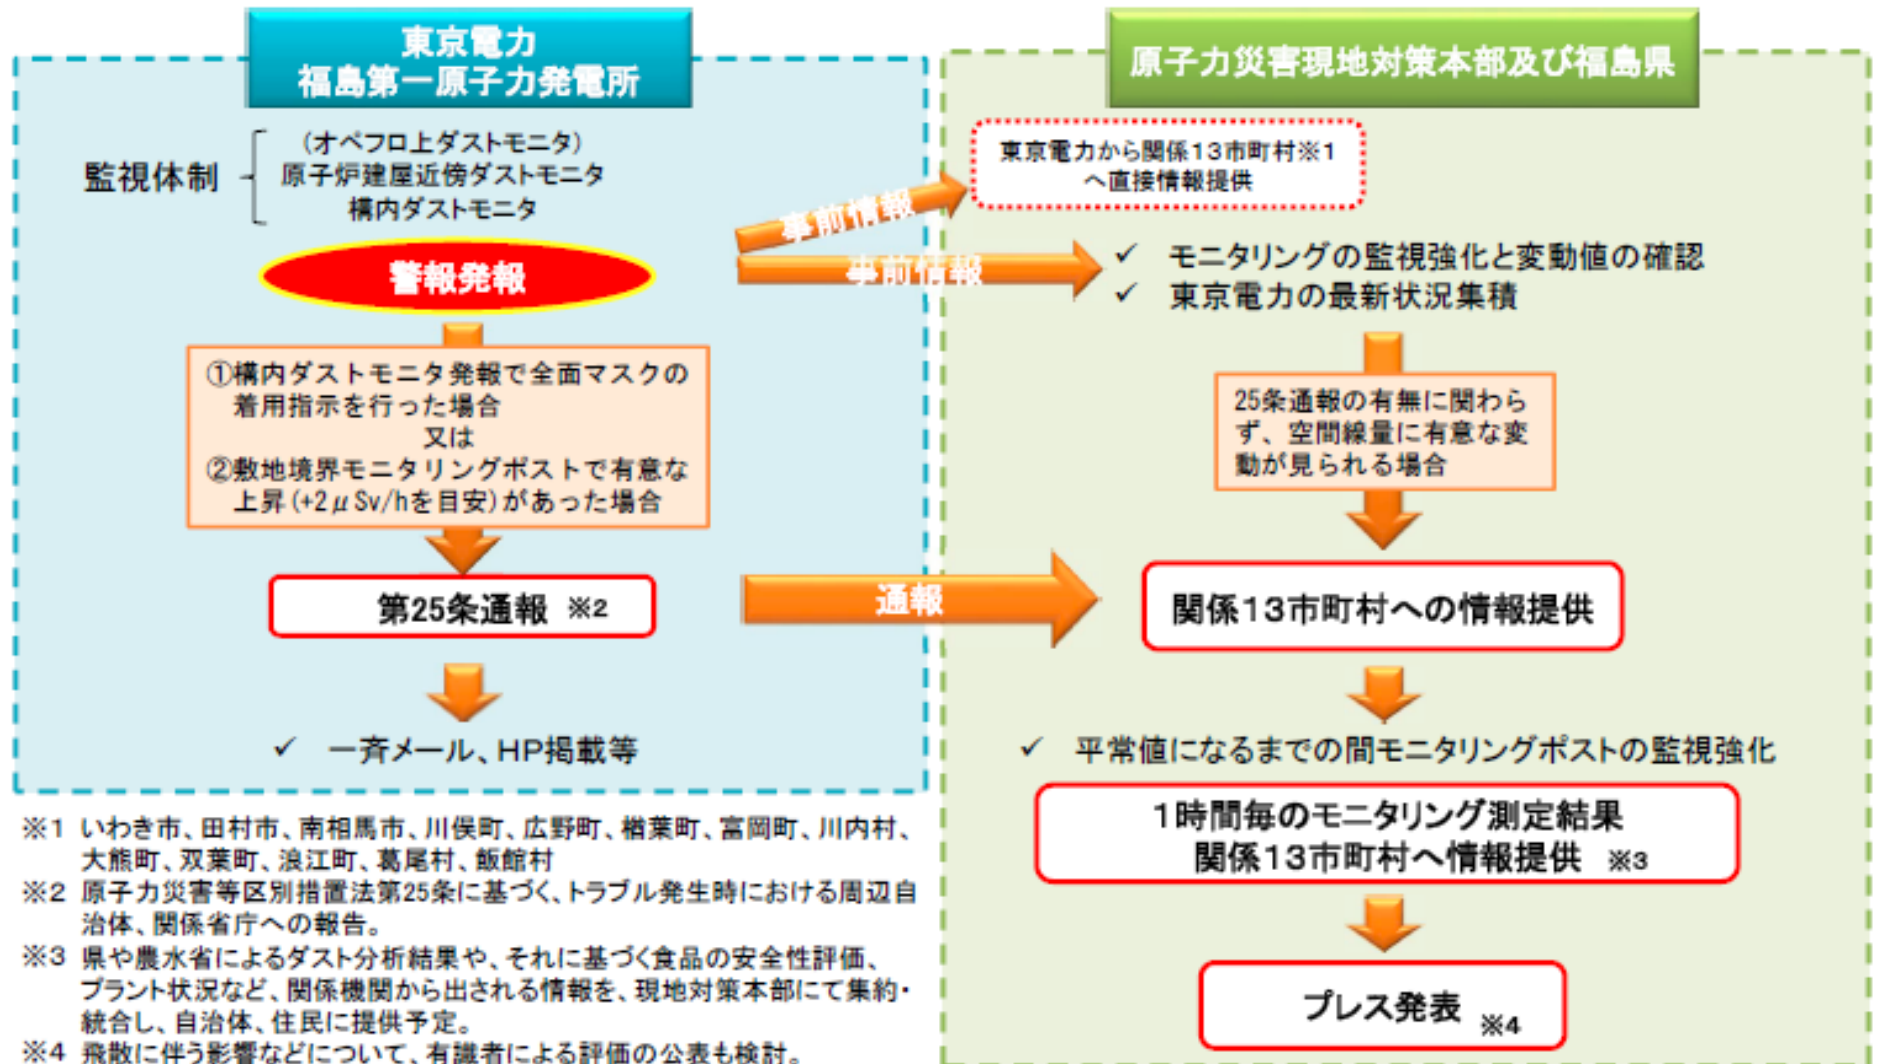 東京電力
福島第一原子力発電所
監視体制
(オペフロ上ダストモニタ)
原子炉建屋近傍ダストモニタ
構内ダストモニタ
警報発報
①構内ダストモニタ発報で全面マスクの
着用指示を行った場合
又は
②敷地境界モニタリングポストで有意な
上昇(+2μSv/hを目安)があった場合
第25条通報 ※2
✓ 一斉メール、HP掲載等
事前情報
事前情報
通報
原子力災害現地対策本部及び福島県
東京電力から関係13市町村※1
へ直接情報提供
✓ モニタリングの監視強化と変動値の確認
✓ 東京電力の最新状況集積
25条通報の有無に関わら
ず、空間線量に有意な変
動が見られる場合
関係13市町村への情報提供
✓ 平常値になるまでの間モニタリングポストの監視強化
1時間毎のモニタリング測定結果
関係13市町村へ情報提供 ※3
プレス発表 ※4
※1 いわき市、田村市、南相馬市、川俣町、広野町、楢葉町、富岡町、川内村、
大熊町、双葉町、浪江町、葛尾村、飯館村
※2 原子力災害等区別措置法第25条に基づく、トラブル発生時における周辺自
治体、関係省庁への報告。
※3 県や農水省によるダスト分析結果や、それに基づく食品の安全性評価、
プラント状況など、関係機関から出される情報を、現地対策本部にて集約・
統合し、自治体、住民に提供予定。
※4 飛散に伴う影響などについて、有識者による評価の公表も検討。